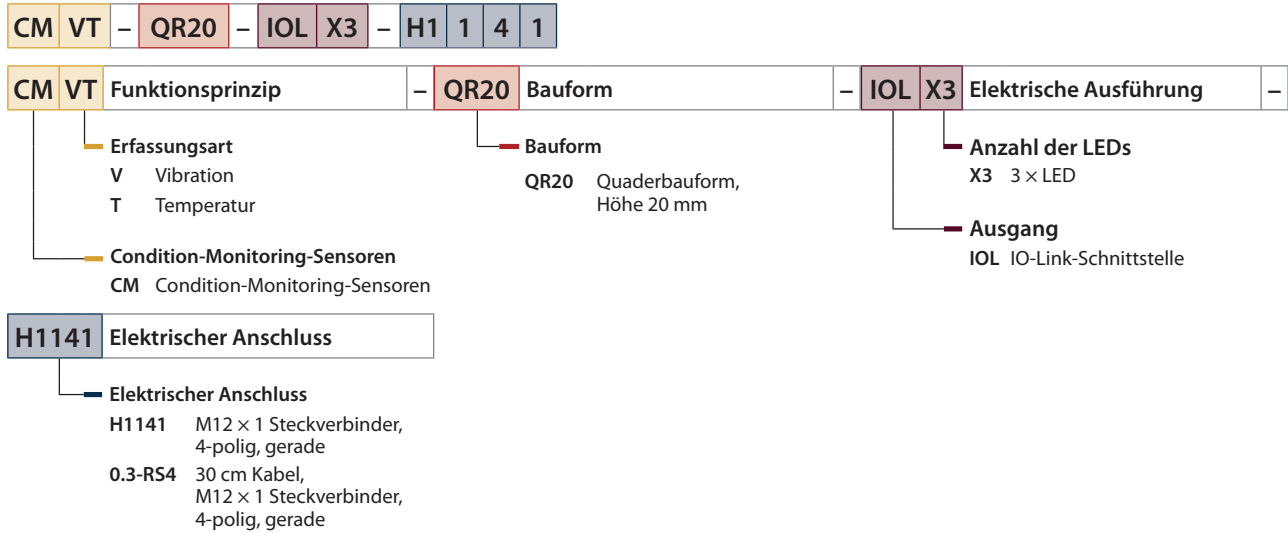 CM VT – QR20 – IOL X3 – H1 1 4 1
CM VT Funktionsprinzip – QR20 Bauform – IOL X3 Elektrische Ausführung –
Erfassungsart
V Vibration
T Temperatur
Condition-Monitoring-Sensoren
CM Condition-Monitoring-Sensoren
Bauform
QR20 Quaderbauform,
Höhe 20 mm
Anzahl der LEDs
X3 3 × LED
Ausgang
IOL IO-Link-Schnittstelle
H1141 Elektrischer Anschluss
Elektrischer Anschluss
H1141 M12 × 1 Steckverbinder,
4-polig, gerade
0.3-RS4 30 cm Kabel,
M12 × 1 Steckverbinder,
4-polig, gerade